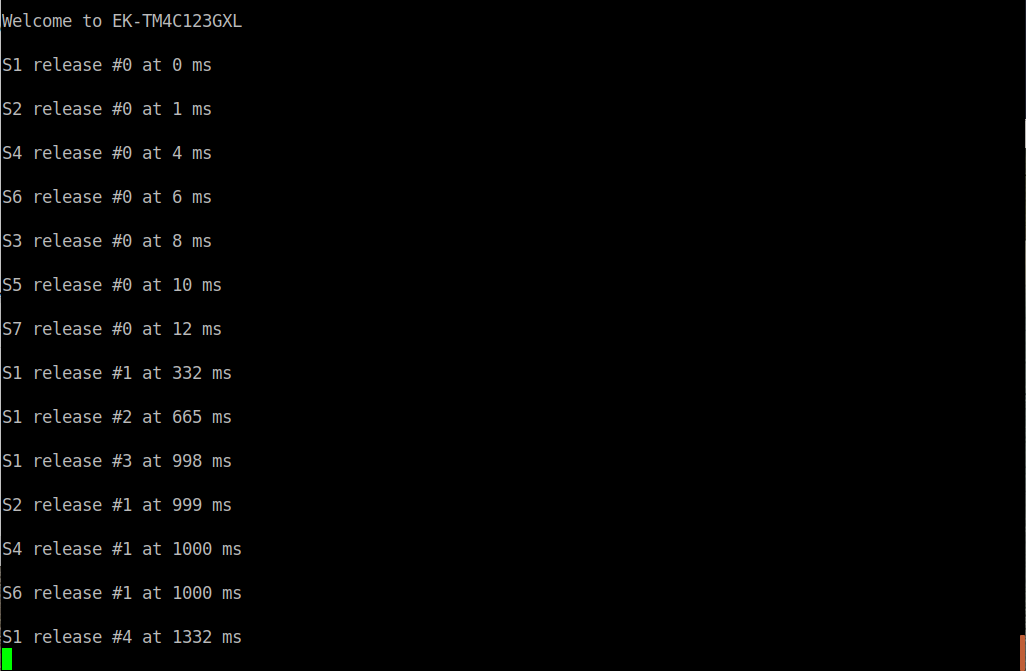 Welcome to EK-TM4C123GXL
S1 release #0 at 0 ms
S2 release #0 at 1 ms
S4 release #0 at 4 ms
S6 release #0 at 6 ms
S3 release #0 at 8 ms
S5 release #0 at 10 ms
S7 release #0 at 12 ms
S1 release #1 at 332 ms
S1 release #2 at 665 ms
S1 release #3 at 998 ms
S2 release #1 at 999 ms
S4 release #1 at 1000 ms
S6 release #1 at 1000 ms
S1 release #4 at 1332 ms